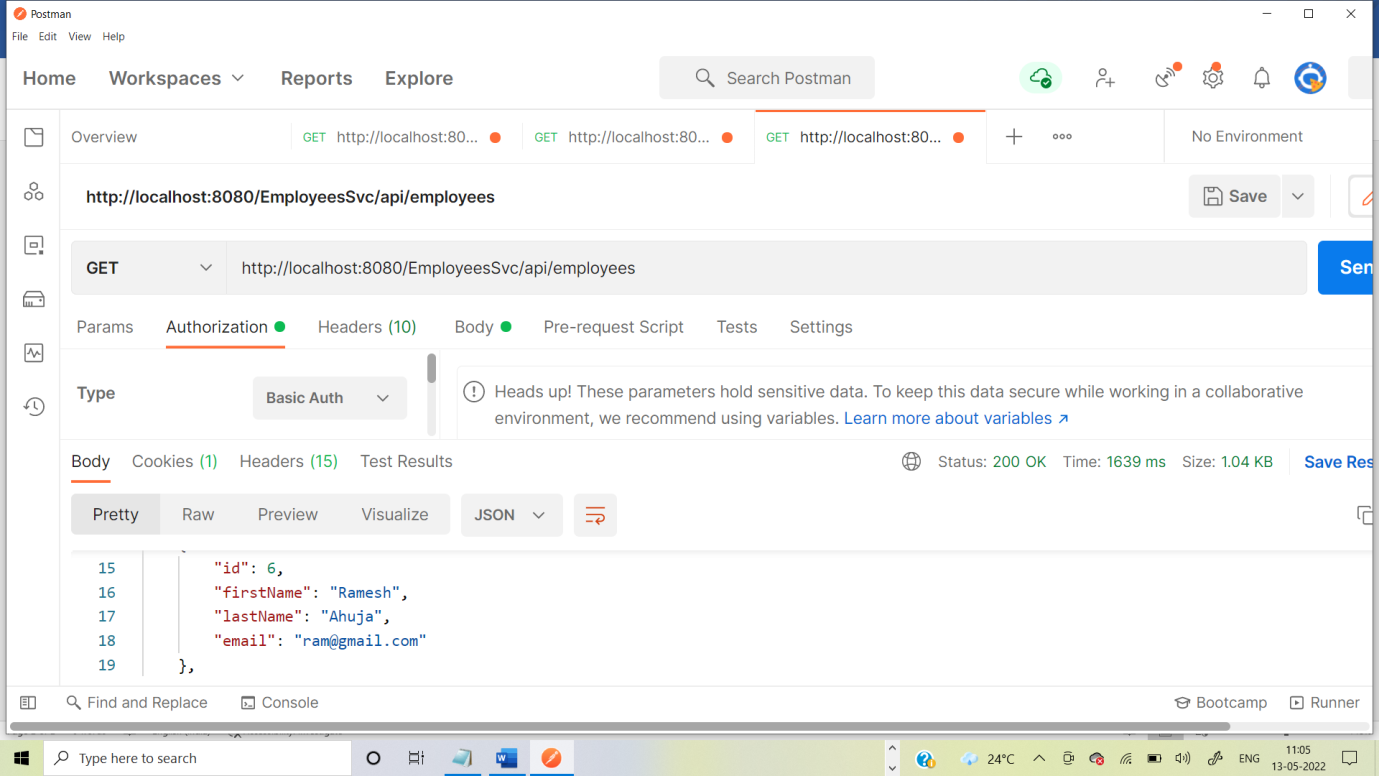 Postman
File Edit View Help
Home Workspaces Reports Explore Search Postman
Overview GET http://localhost:80... GET http://localhost:80... GET http://localhost:80... No Environment
http://localhost:8080/EmployeesSvc/api/employees Save
GET http://localhost:8080/EmployeesSvc/api/employees Sen
Params Authorization Headers (10) Body Pre-request Script Tests Settings
Type Basic Auth
Heads up! These parameters hold sensitive data. To keep this data secure while working in a collaborative
environment, we recommend using variables. Learn more about variables ↗
Body Cookies (1) Headers (15) Test Results Status: 200 OK Time: 1639 ms Size: 1.04 KB Save Res
Pretty Raw Preview Visualize JSON
15 "id": 6,
16 "firstName": "Ramesh",
17 "lastName": "Ahuja",
18 "email": "ram@gmail.com"
19 },
Find and Replace Console Bootcamp Runner
Type here to search 24°C ENG 11:05
13-05-2022